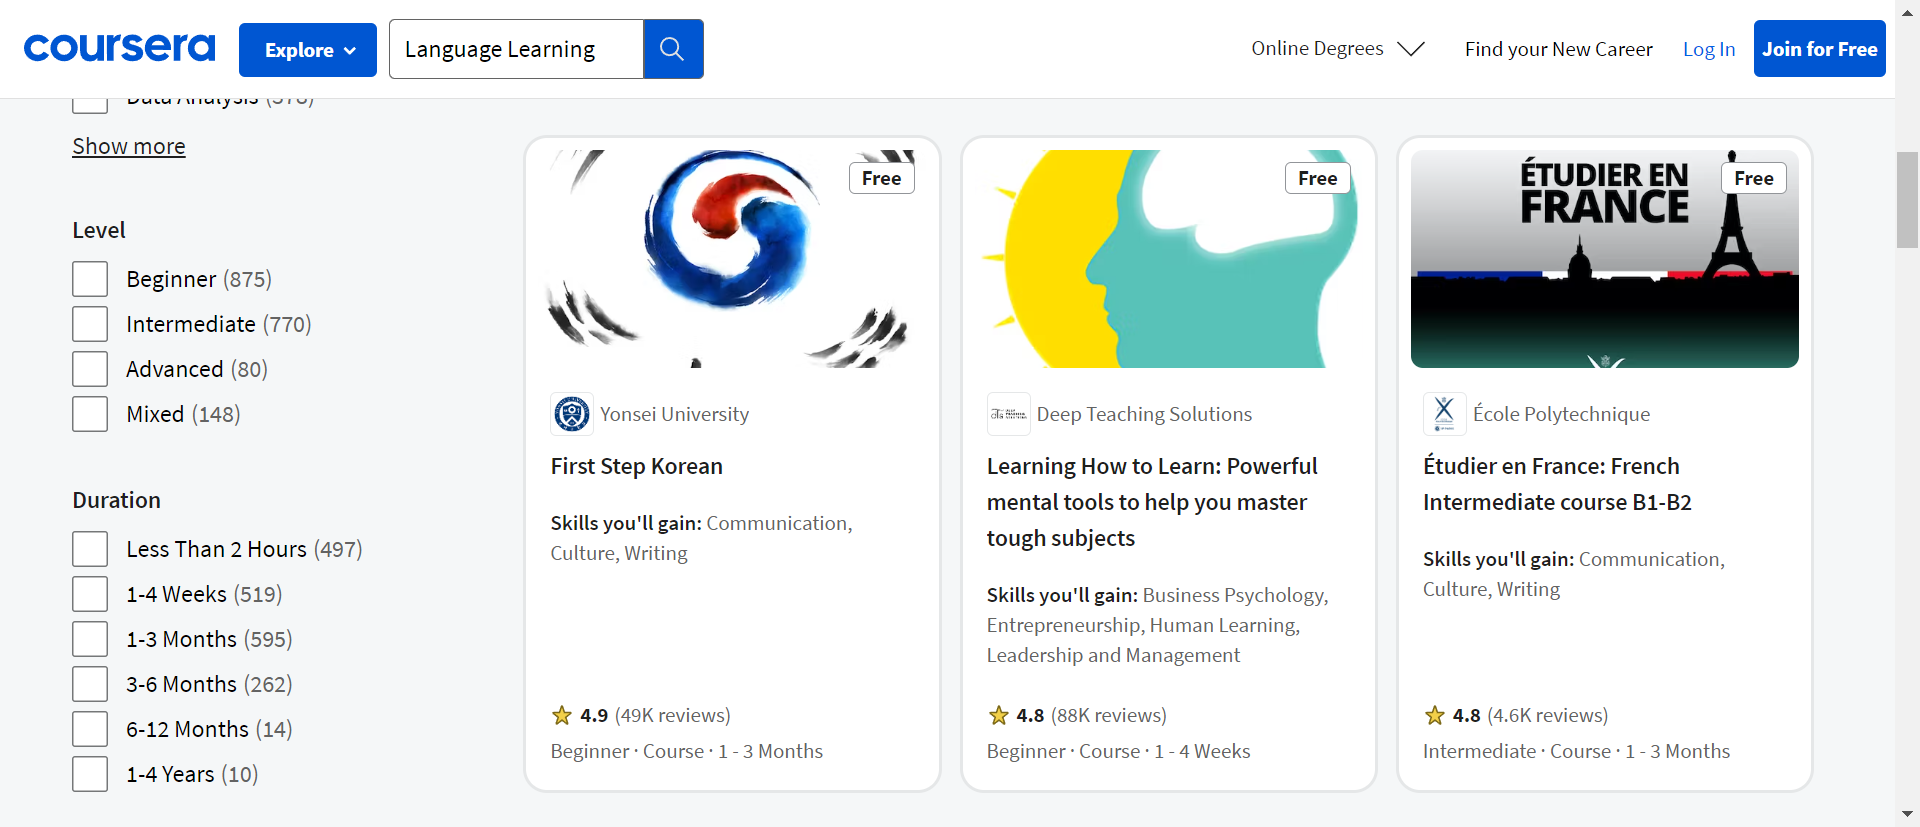 coursera
Explore
Language Learning
Online Degrees
Find your New Career
Log In
Join for Free
Data Analysis (378)
Show more
Level
Beginner (875)
Intermediate (770)
Advanced (80)
Mixed (148)
Duration
Less Than 2 Hours (497)
1-4 Weeks (519)
1-3 Months (595)
3-6 Months (262)
6-12 Months (14)
1-4 Years (10)
Free
Yonsei University
First Step Korean
Skills you'll gain: Communication,
Culture, Writing
4.9 (49K reviews)
Beginner · Course · 1 - 3 Months
Free
Deep Teaching Solutions
Learning How to Learn: Powerful
mental tools to help you master
tough subjects
Skills you'll gain: Business Psychology,
Entrepreneurship, Human Learning,
Leadership and Management
4.8 (88K reviews)
Beginner · Course · 1 - 4 Weeks
ÉTUDIER EN
FRANCE
Free
École Polytechnique
Étudier en France: French
Intermediate course B1-B2
Skills you'll gain: Communication,
Culture, Writing
4.8 (4.6K reviews)
Intermediate · Course · 1 - 3 Months